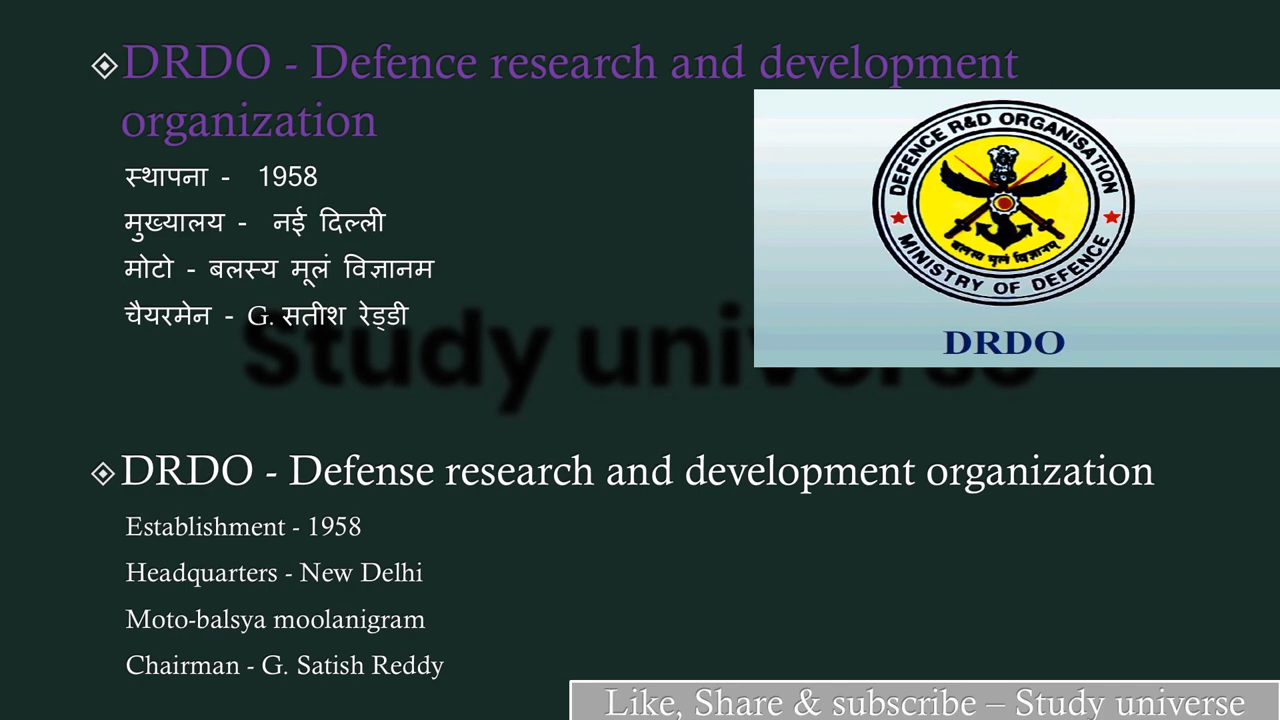 DRDO - Defence research and development
organization
स्थापना - 1958
मुख्यालय - नई दिल्ली
मोटो - बलस्य मूलं विज्ञानम
चैयरमेन - G. सतीश रेड्डी
DEFENCE R&D ORGANISATION
बलस्य मूलं विज्ञानम्
MINISTRY OF DEFENCE
DRDO
Study universe
DRDO - Defense research and development organization
Establishment - 1958
Headquarters - New Delhi
Moto-balsya moolanigram
Chairman - G. Satish Reddy
Like, Share & subscribe – Study universe